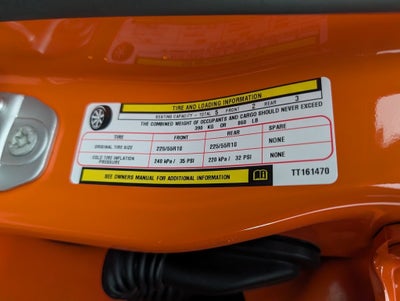 TIRE AND LOADING INFORMATION
SEATING CAPACITY - TOTAL 5 FRONT 2 REAR 3
THE COMBINED WEIGHT OF OCCUPANTS AND CARGO SHOULD NEVER EXCEED
390 KG OR 860 LB
TIRE FRONT REAR SPARE
ORIGINAL TIRE SIZE 225/55R18 225/55R18 NONE
COLD TIRE INFLATION PRESSURE 240 kPa / 35 PSI 220 kPa / 32 PSI NONE
SEE OWNERS MANUAL FOR ADDITIONAL INFORMATION
TT161470